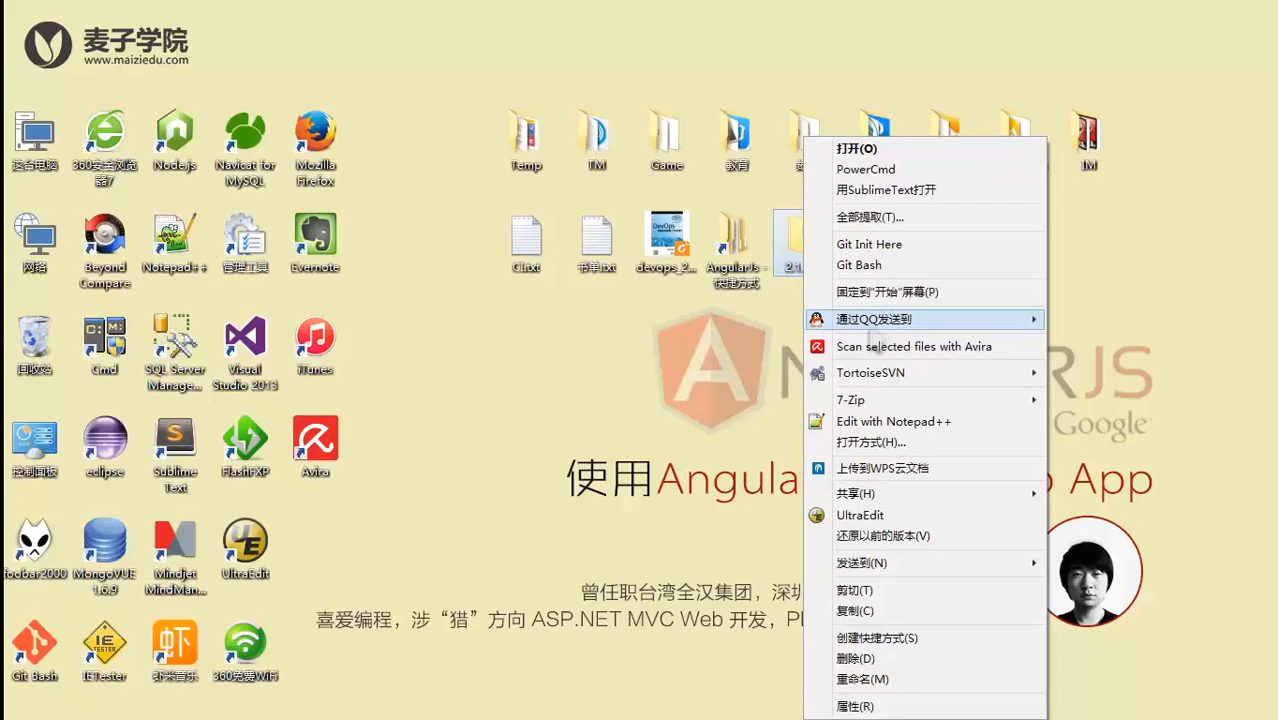 麦子学院
www.maiziedu.com
这台电脑
360安全浏览
器7
Node.js
Navicat for
MySQL
Mozilla
Firefox
Temp
TM
Game
教育
IM
网络
Beyond
Compare
Notepad++
管理工具
Evernote
C.txt
书单.txt
devops_2...
AngularJs -
快捷方式
2.1
回收站
Cmd
SQL Server
Manage...
Visual
Studio 2013
iTunes
控制面板
eclipse
Sublime
Text
FlashFXP
Avira
foobar2000
MongoVUE
1.6.9
Mindjet
MindMan...
UltraEdit
Git Bash
IETester
虾米音乐
360免费WiFi
打开(O)
PowerCmd
用SublimeText打开
全部提取(T)...
Git Init Here
Git Bash
固定到"开始"屏幕(P)
通过QQ发送到
Scan selected files with Avira
TortoiseSVN
7-Zip
Edit with Notepad++
打开方式(H)...
上传到WPS云文档
共享(H)
UltraEdit
还原以前的版本(V)
发送到(N)
剪切(T)
复制(C)
创建快捷方式(S)
删除(D)
重命名(M)
属性(R)
JS
Google
使用Angula
App
曾任职台湾全汉集团，深圳
喜爱编程，涉“猎”方向 ASP.NET MVC Web 开发，